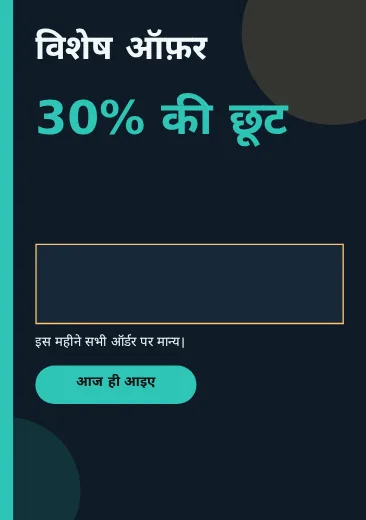 विशेष ऑफ़र
30% की छूट
इस महीने सभी ऑर्डर पर मान्य।
आज ही आइए